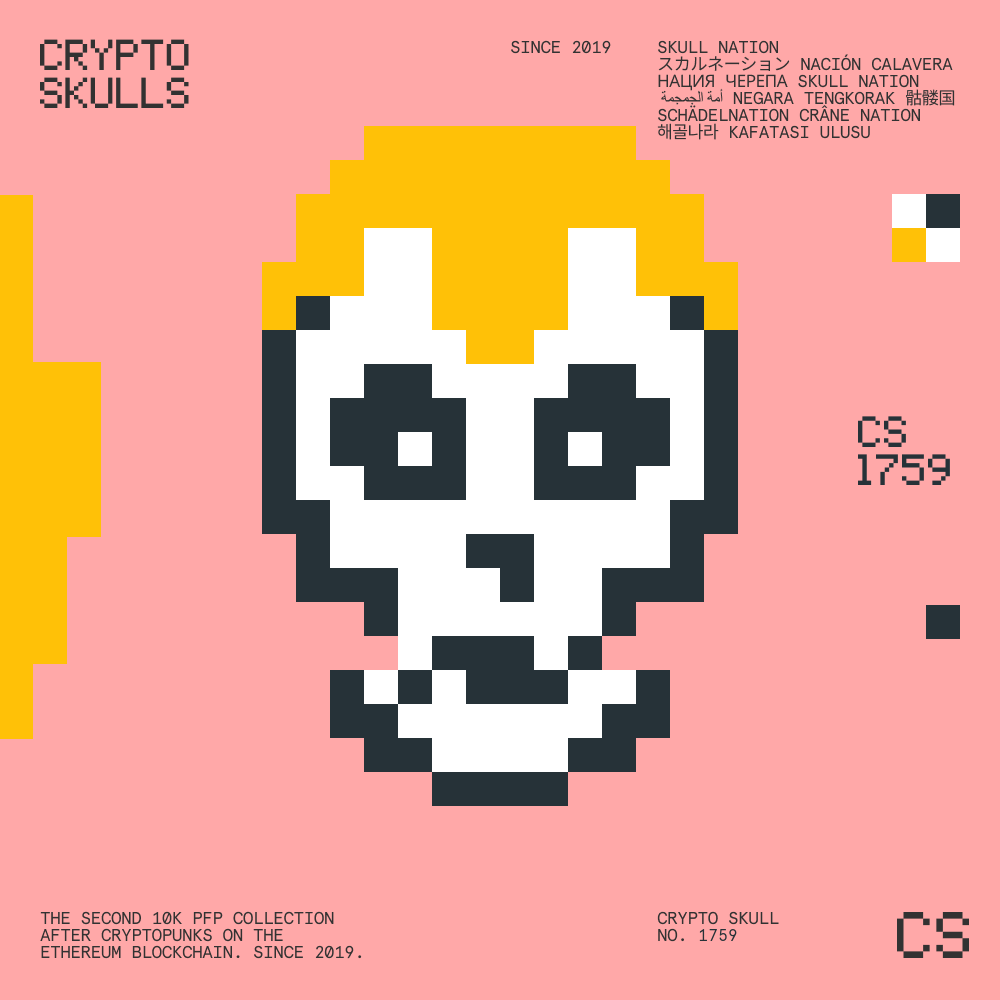 CRYPTO
SKULLS
SINCE 2019
SKULL NATION
スカルネーション NACIÓN CALAVERA
НАЦИЯ ЧЕРЕПА SKULL NATION
أمة الجمجمة NEGARA TENGKORAK 骷髅国
SCHÄDELNATION CRÂNE NATION
해골나라 KAFATASI ULUSU
CS
1759
THE SECOND 10K PFP COLLECTION
AFTER CRYPTOPUNKS ON THE
ETHEREUM BLOCKCHAIN. SINCE 2019.
CRYPTO SKULL
NO. 1759
CS